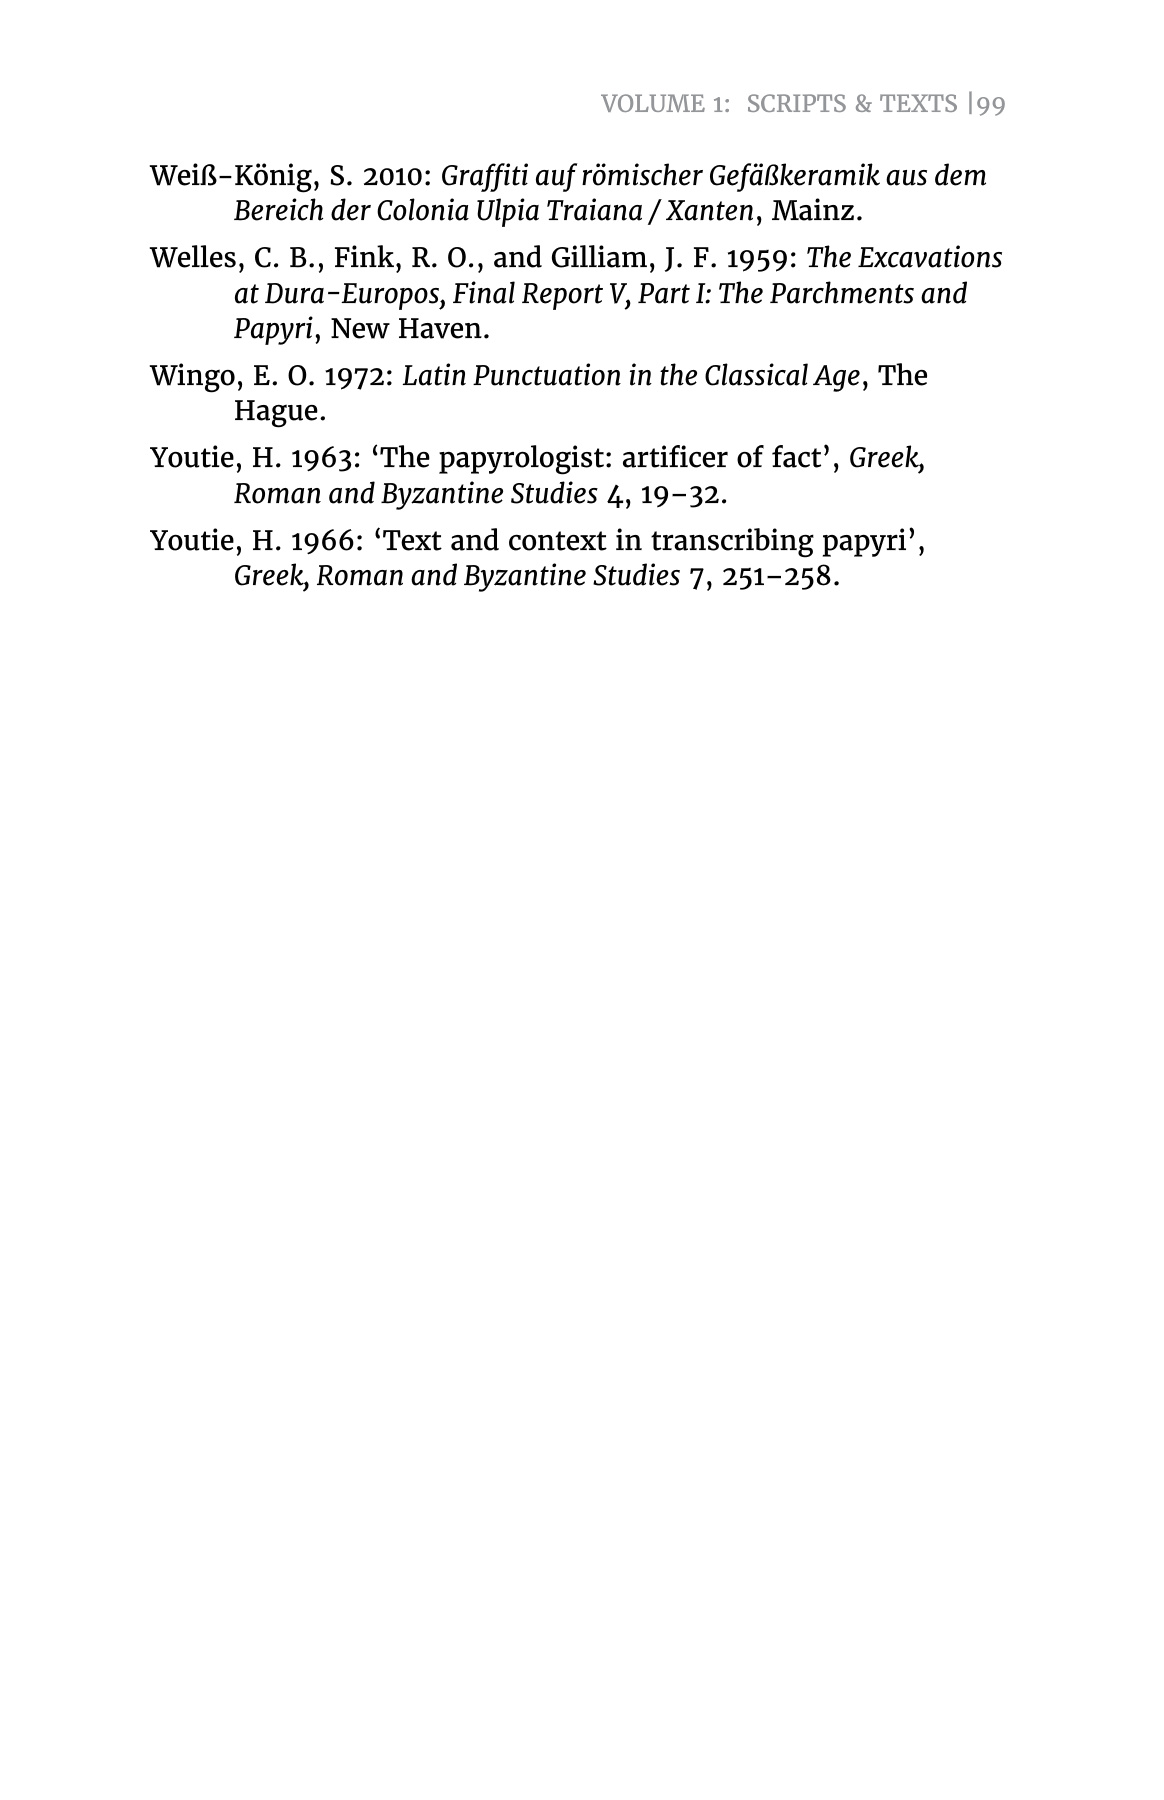 VOLUME 1: SCRIPTS & TEXTS |99
Weiß-König, S. 2010: Graffiti auf römischer Gefäßkeramik aus dem
Bereich der Colonia Ulpia Traiana / Xanten, Mainz.
Welles, C. B., Fink, R. O., and Gilliam, J. F. 1959: The Excavations
at Dura-Europos, Final Report V, Part I: The Parchments and
Papyri, New Haven.
Wingo, E. O. 1972: Latin Punctuation in the Classical Age, The
Hague.
Youtie, H. 1963: ‘The papyrologist: artificer of fact’, Greek,
Roman and Byzantine Studies 4, 19–32.
Youtie, H. 1966: ‘Text and context in transcribing papyri’,
Greek, Roman and Byzantine Studies 7, 251–258.